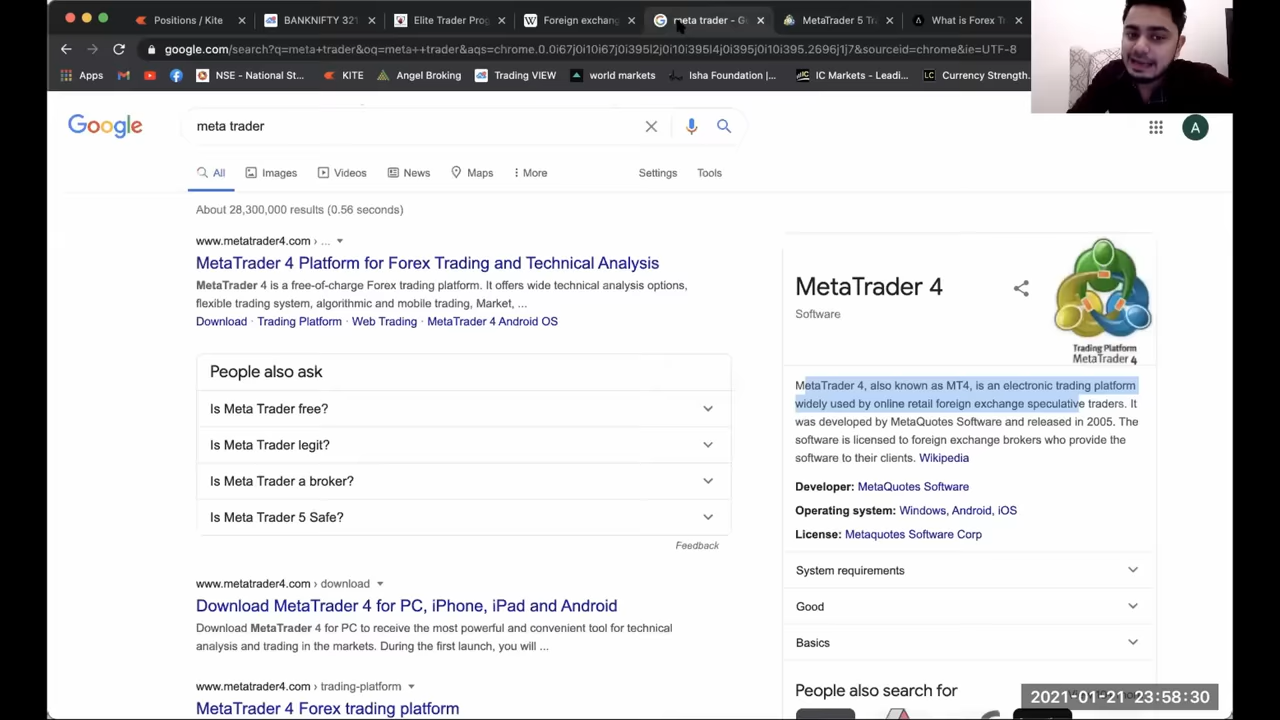 Positions / Kite
BANKNIFTY 321
Elite Trader Pro
Foreign exchang
meta trader - Go
MetaTrader 5 Tra
What is Forex Tr
google.com/search?q=meta+trader&oq=meta++trader&aqs=chrome.0.0i67j0i10i67j0i395l2j0i10i395l4j0i395j0i10i395.2696j1j7&sourceid=chrome&ie=UTF-8
Apps
NSE - National St...
KITE
Angel Broking
Trading VIEW
world markets
Isha Foundation |...
IC Markets - Leadi...
Currency Strength.
Google
meta trader
A
All
Images
Videos
News
Maps
More
Settings
Tools
About 28,300,000 results (0.56 seconds)
www.metatrader4.com › ...
MetaTrader 4 Platform for Forex Trading and Technical Analysis
MetaTrader 4 is a free-of-charge Forex trading platform. It offers wide technical analysis options,
flexible trading system, algorithmic and mobile trading, Market, ...
Download · Trading Platform · Web Trading · MetaTrader 4 Android OS
People also ask
Is Meta Trader free?
Is Meta Trader legit?
Is Meta Trader a broker?
Is Meta Trader 5 Safe?
Feedback
www.metatrader4.com › download
Download MetaTrader 4 for PC, iPhone, iPad and Android
Download MetaTrader 4 for PC to receive the most powerful and convenient tool for technical
analysis and trading in the markets. During the first launch, you will ...
www.metatrader4.com › trading-platform
MetaTrader 4 Forex trading platform
MetaTrader 4
Software
Trading Platform
MetaTrader 4
MetaTrader 4, also known as MT4, is an electronic trading platform
widely used by online retail foreign exchange speculative traders. It
was developed by MetaQuotes Software and released in 2005. The
software is licensed to foreign exchange brokers who provide the
software to their clients. Wikipedia
Developer: MetaQuotes Software
Operating system: Windows, Android, iOS
License: Metaquotes Software Corp
System requirements
Good
Basics
People also search for
2021-01-21 23:58:30